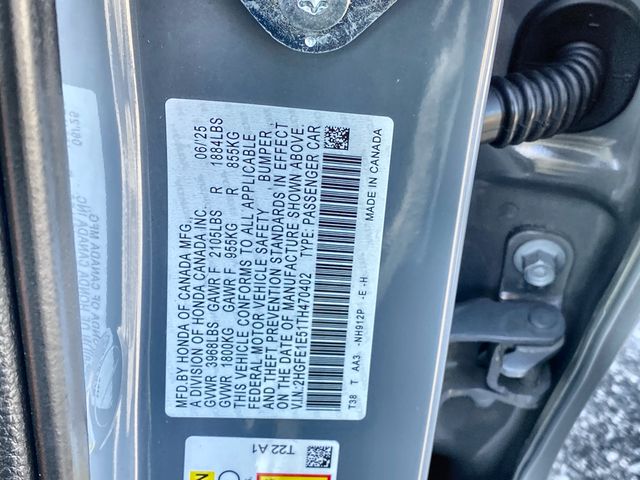 MFD BY HONDA OF CANADA MFG., 06/25
A DIVISION OF HONDA CANADA INC.
GVWR 3968LBS GAWR F 2105LBS R 1884LBS
GVWR 1800KG GAWR F 955KG R 855KG
THIS VEHICLE CONFORMS TO ALL APPLICABLE
FEDERAL MOTOR VEHICLE SAFETY, BUMPER,
AND THEFT PREVENTION STANDARDS IN EFFECT
ON THE DATE OF MANUFACTURE SHOWN ABOVE.
V.I.N: 2HGFE1E51TH470402 TYPE: PASSENGER CAR
T38 T AA3 -NH912P -E -H
MADE IN CANADA
T22 A1